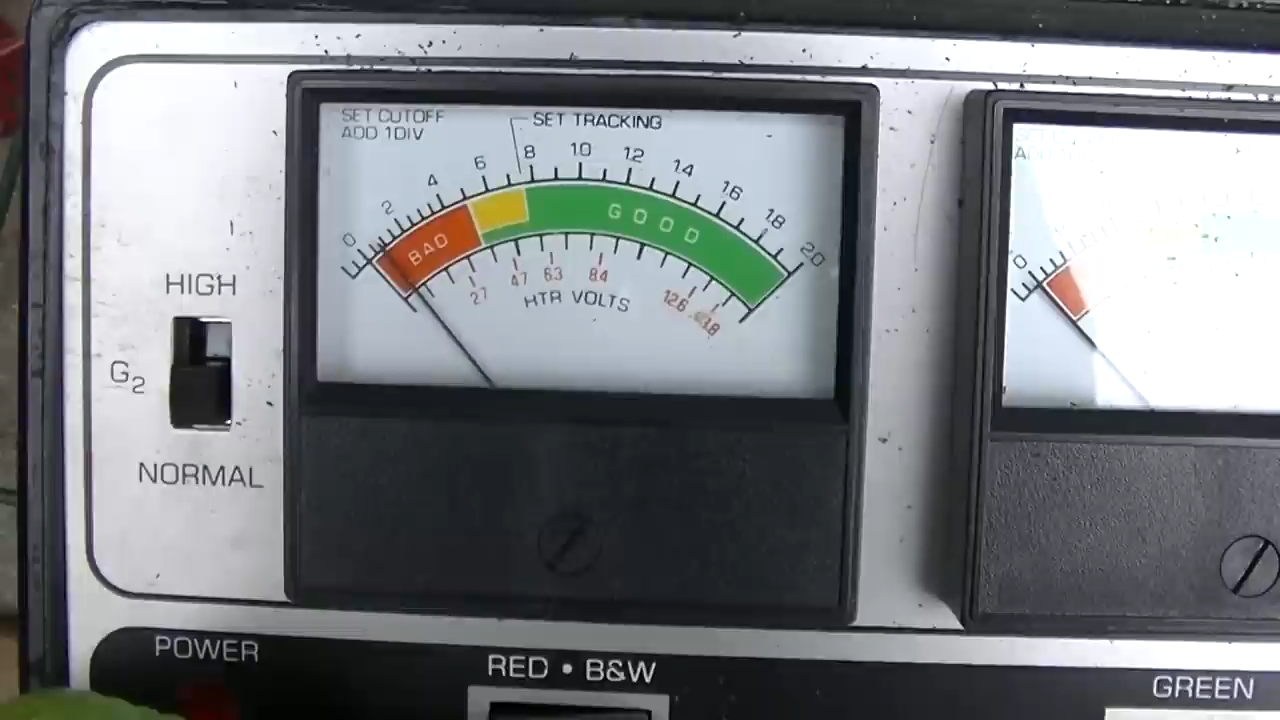 SET CUTOFF
ADD 1DIV
SET TRACKING
0 2 4 6 8 10 12 14 16 18 20
BAD GOOD
27 47 63 84 126
HTR VOLTS
0
HIGH
G2
NORMAL
POWER
RED • B&W
GREEN